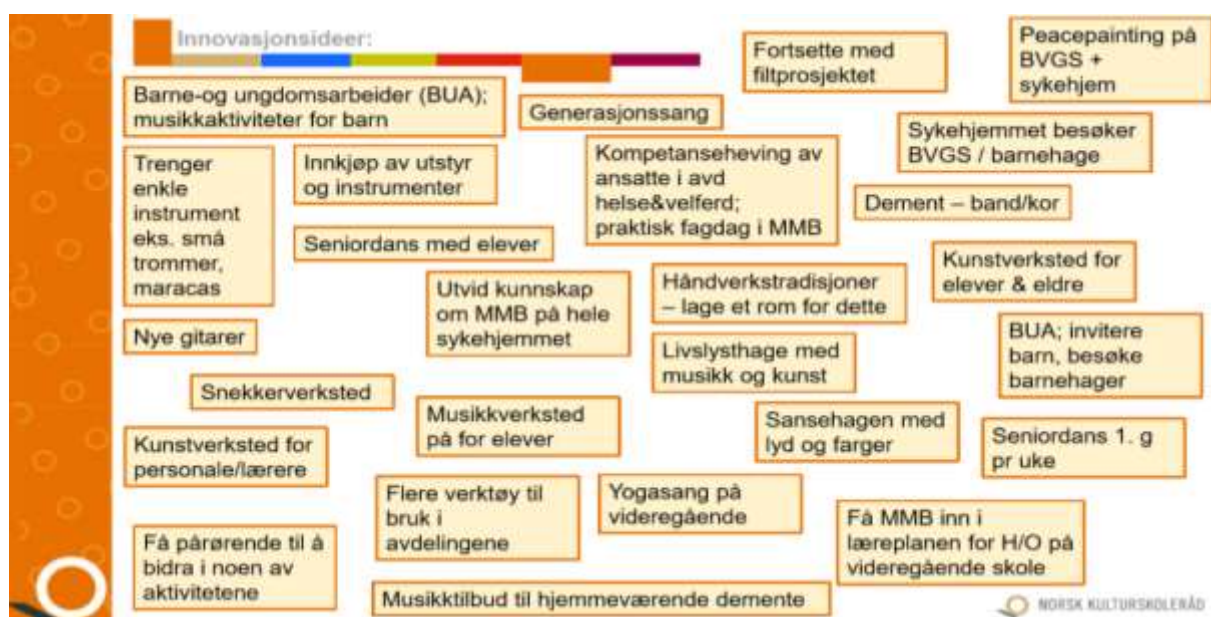 Innovasjonsideer:
Fortsette med
filtprosjektet
Peacepainting på
BVGS +
sykehjem
Barne-og ungdomsarbeider (BUA);
musikkaktiviteter for barn
Generasjonssang
Sykehjemmet besøker
BVGS / barnehage
Trenger
enkle
instrument
eks. små
trommer,
maracas
Innkjøp av utstyr
og instrumenter
Kompetanseheving av
ansatte i avd
helse&velferd;
praktisk fagdag i MMB
Dement – band/kor
Seniordans med elever
Utvid kunnskap
om MMB på hele
sykehjemmet
Håndverkstradisjoner
– lage et rom for dette
Kunstverksted for
elever & eldre
Nye gitarer
Livslysthage med
musikk og kunst
BUA; invitere
barn, besøke
barnehager
Snekkerverksted
Musikkverksted
på for elever
Sansehagen med
lyd og farger
Seniordans 1. g
pr uke
Kunstverksted for
personale/lærere
Flere verktøy til
bruk i
avdelingene
Yogasang på
videregående
Få MMB inn i
læreplanen for H/O på
videregående skole
Få pårørende til å
bidra i noen av
aktivitetene
Musikktilbud til hjemmeværende demente
NORSK KULTURSKOLERÅD